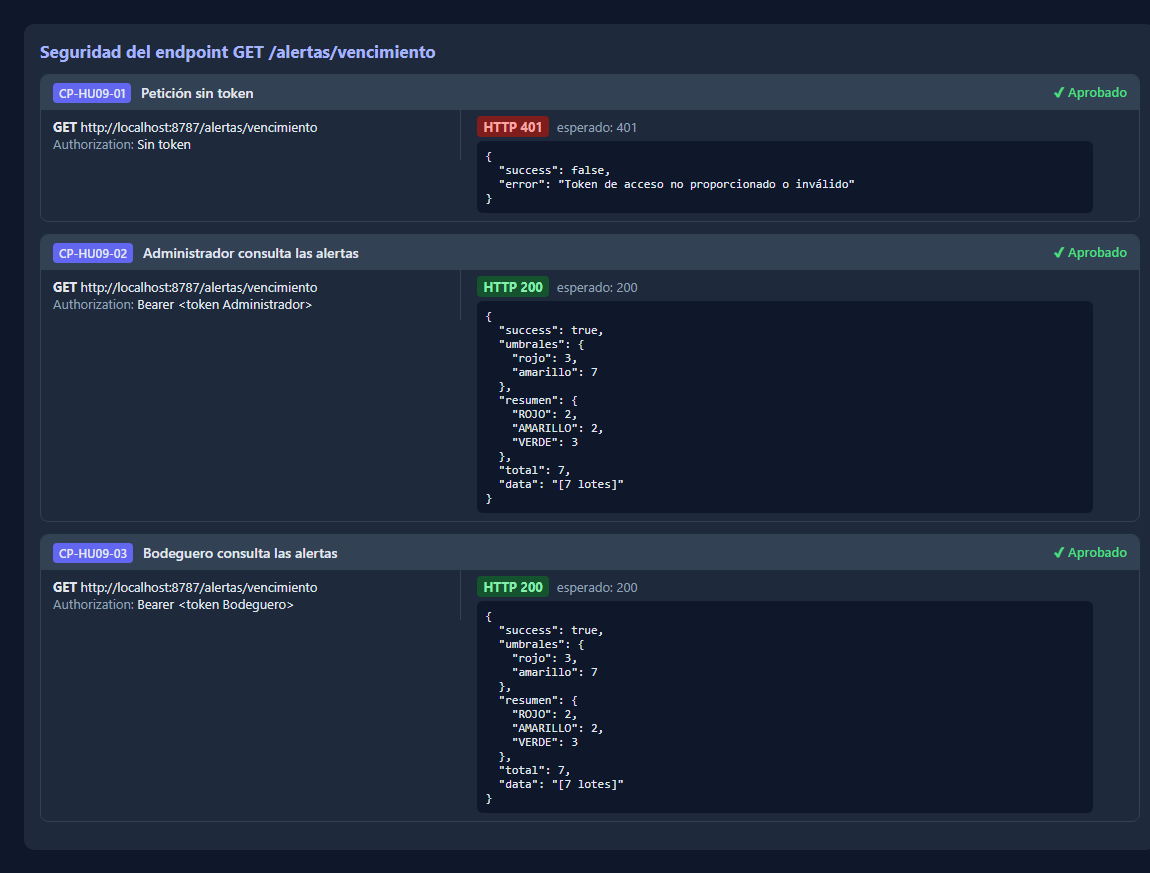 Seguridad del endpoint GET /alertas/vencimiento
CP-HU09-01 Petición sin token ✓ Aprobado
GET http://localhost:8787/alertas/vencimiento
Authorization: Sin token
HTTP 401 esperado: 401
{
  "success": false,
  "error": "Token de acceso no proporcionado o inválido"
}
CP-HU09-02 Administrador consulta las alertas ✓ Aprobado
GET http://localhost:8787/alertas/vencimiento
Authorization: Bearer <token Administrador>
HTTP 200 esperado: 200
{
  "success": true,
  "umbrales": {
    "rojo": 3,
    "amarillo": 7
  },
  "resumen": {
    "ROJO": 2,
    "AMARILLO": 2,
    "VERDE": 3
  },
  "total": 7,
  "data": "[7 lotes]"
}
CP-HU09-03 Bodeguero consulta las alertas ✓ Aprobado
GET http://localhost:8787/alertas/vencimiento
Authorization: Bearer <token Bodeguero>
HTTP 200 esperado: 200
{
  "success": true,
  "umbrales": {
    "rojo": 3,
    "amarillo": 7
  },
  "resumen": {
    "ROJO": 2,
    "AMARILLO": 2,
    "VERDE": 3
  },
  "total": 7,
  "data": "[7 lotes]"
}